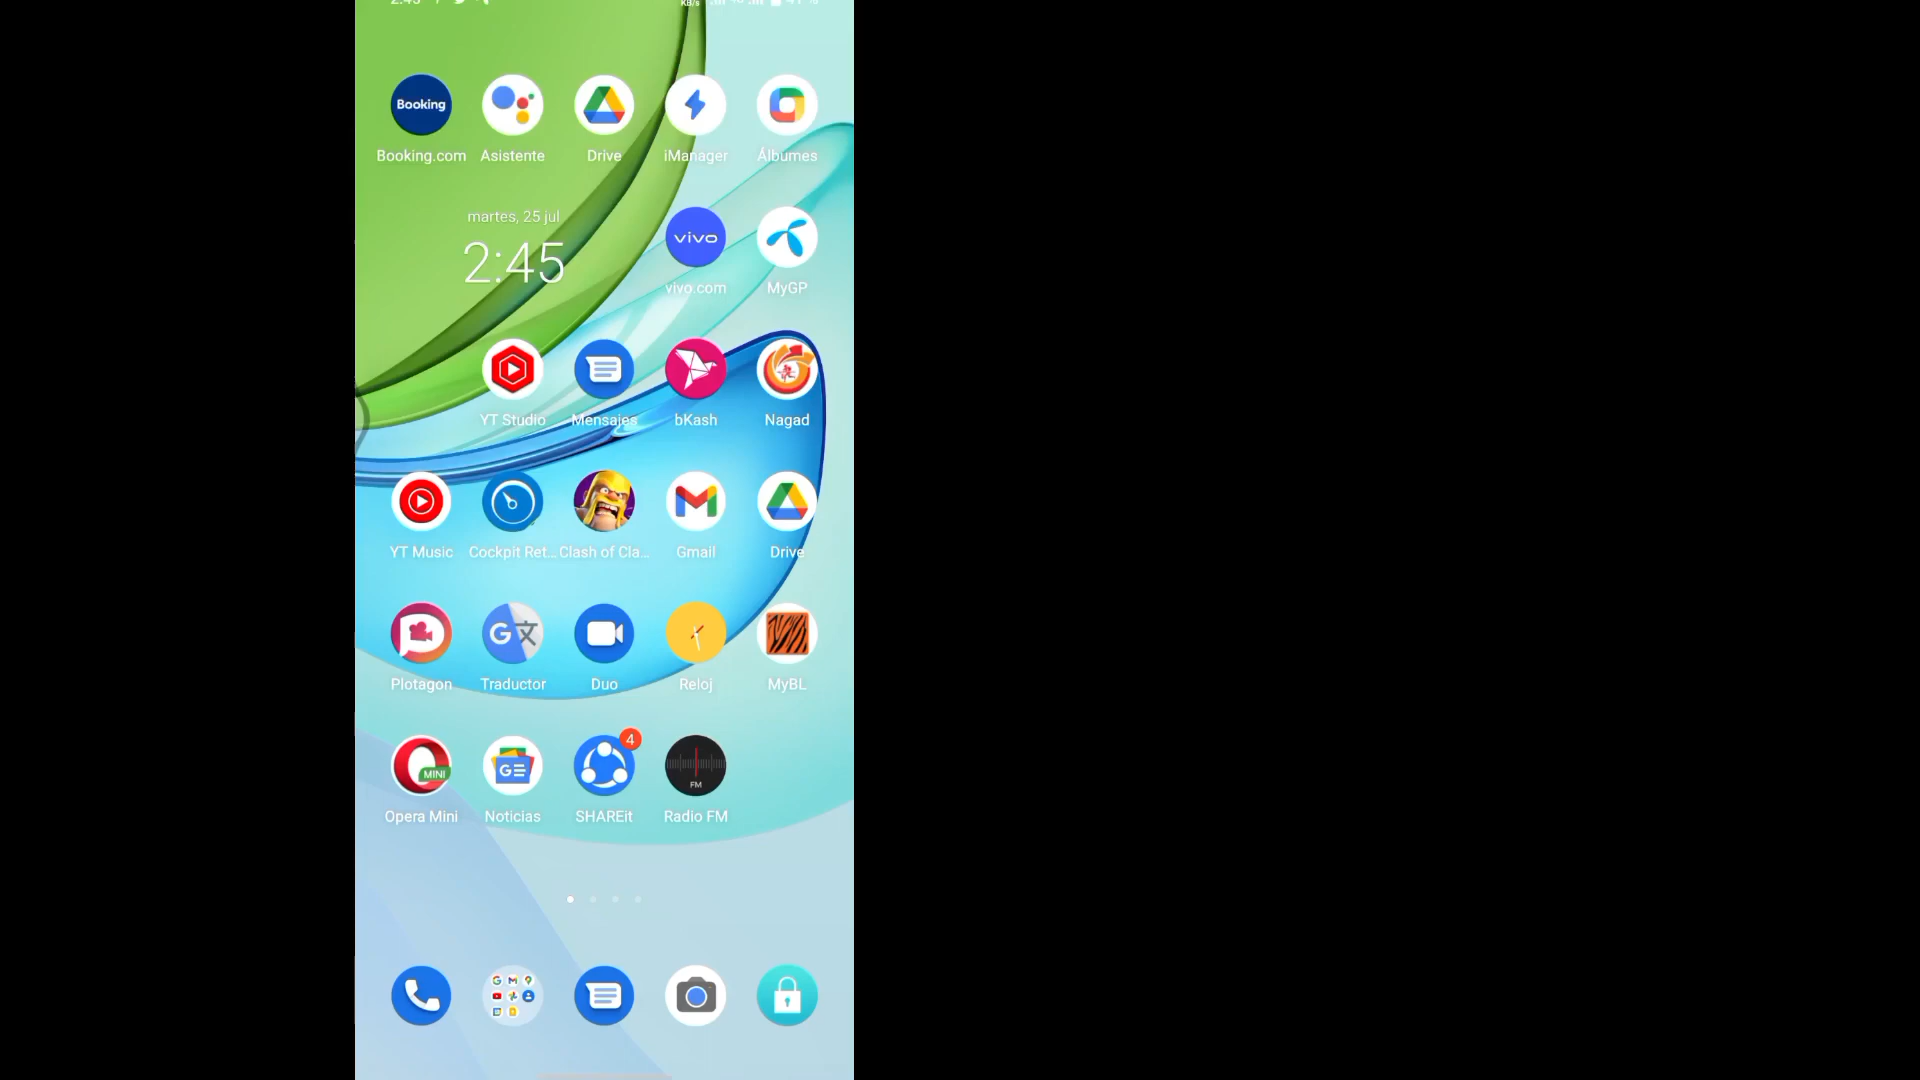 Booking
Booking.com Asistente Drive iManager Álbumes
martes, 25 jul
2:45
vivo
vivo.com MyGP
YT Studio Mensajes bKash Nagad
YT Music Cockpit Ret... Clash of Cla... Gmail Drive
Plotagon Traductor Duo Reloj MyBL
4
MINI
FM
Opera Mini Noticias SHAREit Radio FM